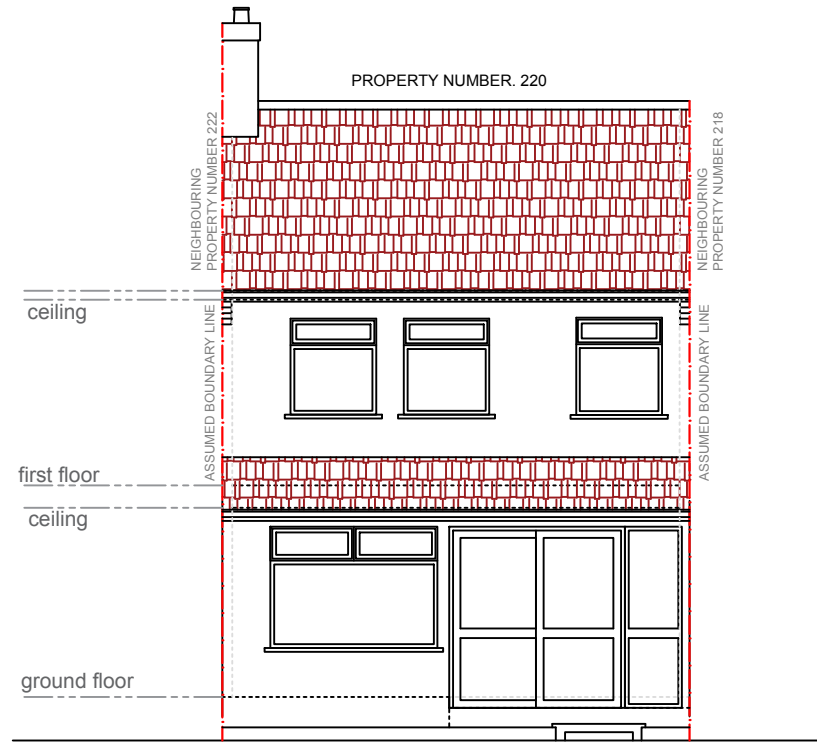 PROPERTY NUMBER. 220
NEIGHBOURING
PROPERTY NUMBER 222
NEIGHBOURING
PROPERTY NUMBER 218
ceiling
ASSUMED BOUNDARY LINE
ASSUMED BOUNDARY LINE
first floor
ceiling
ground floor